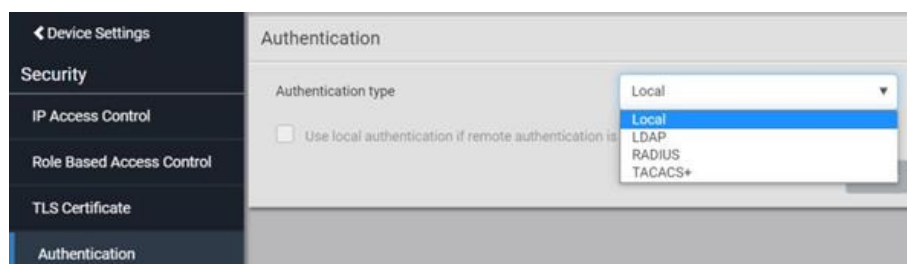 Device Settings
Security
IP Access Control
Role Based Access Control
TLS Certificate
Authentication
Authentication
Authentication type
Local
Use local authentication if remote authentication is
Local
LDAP
RADIUS
TACACS+